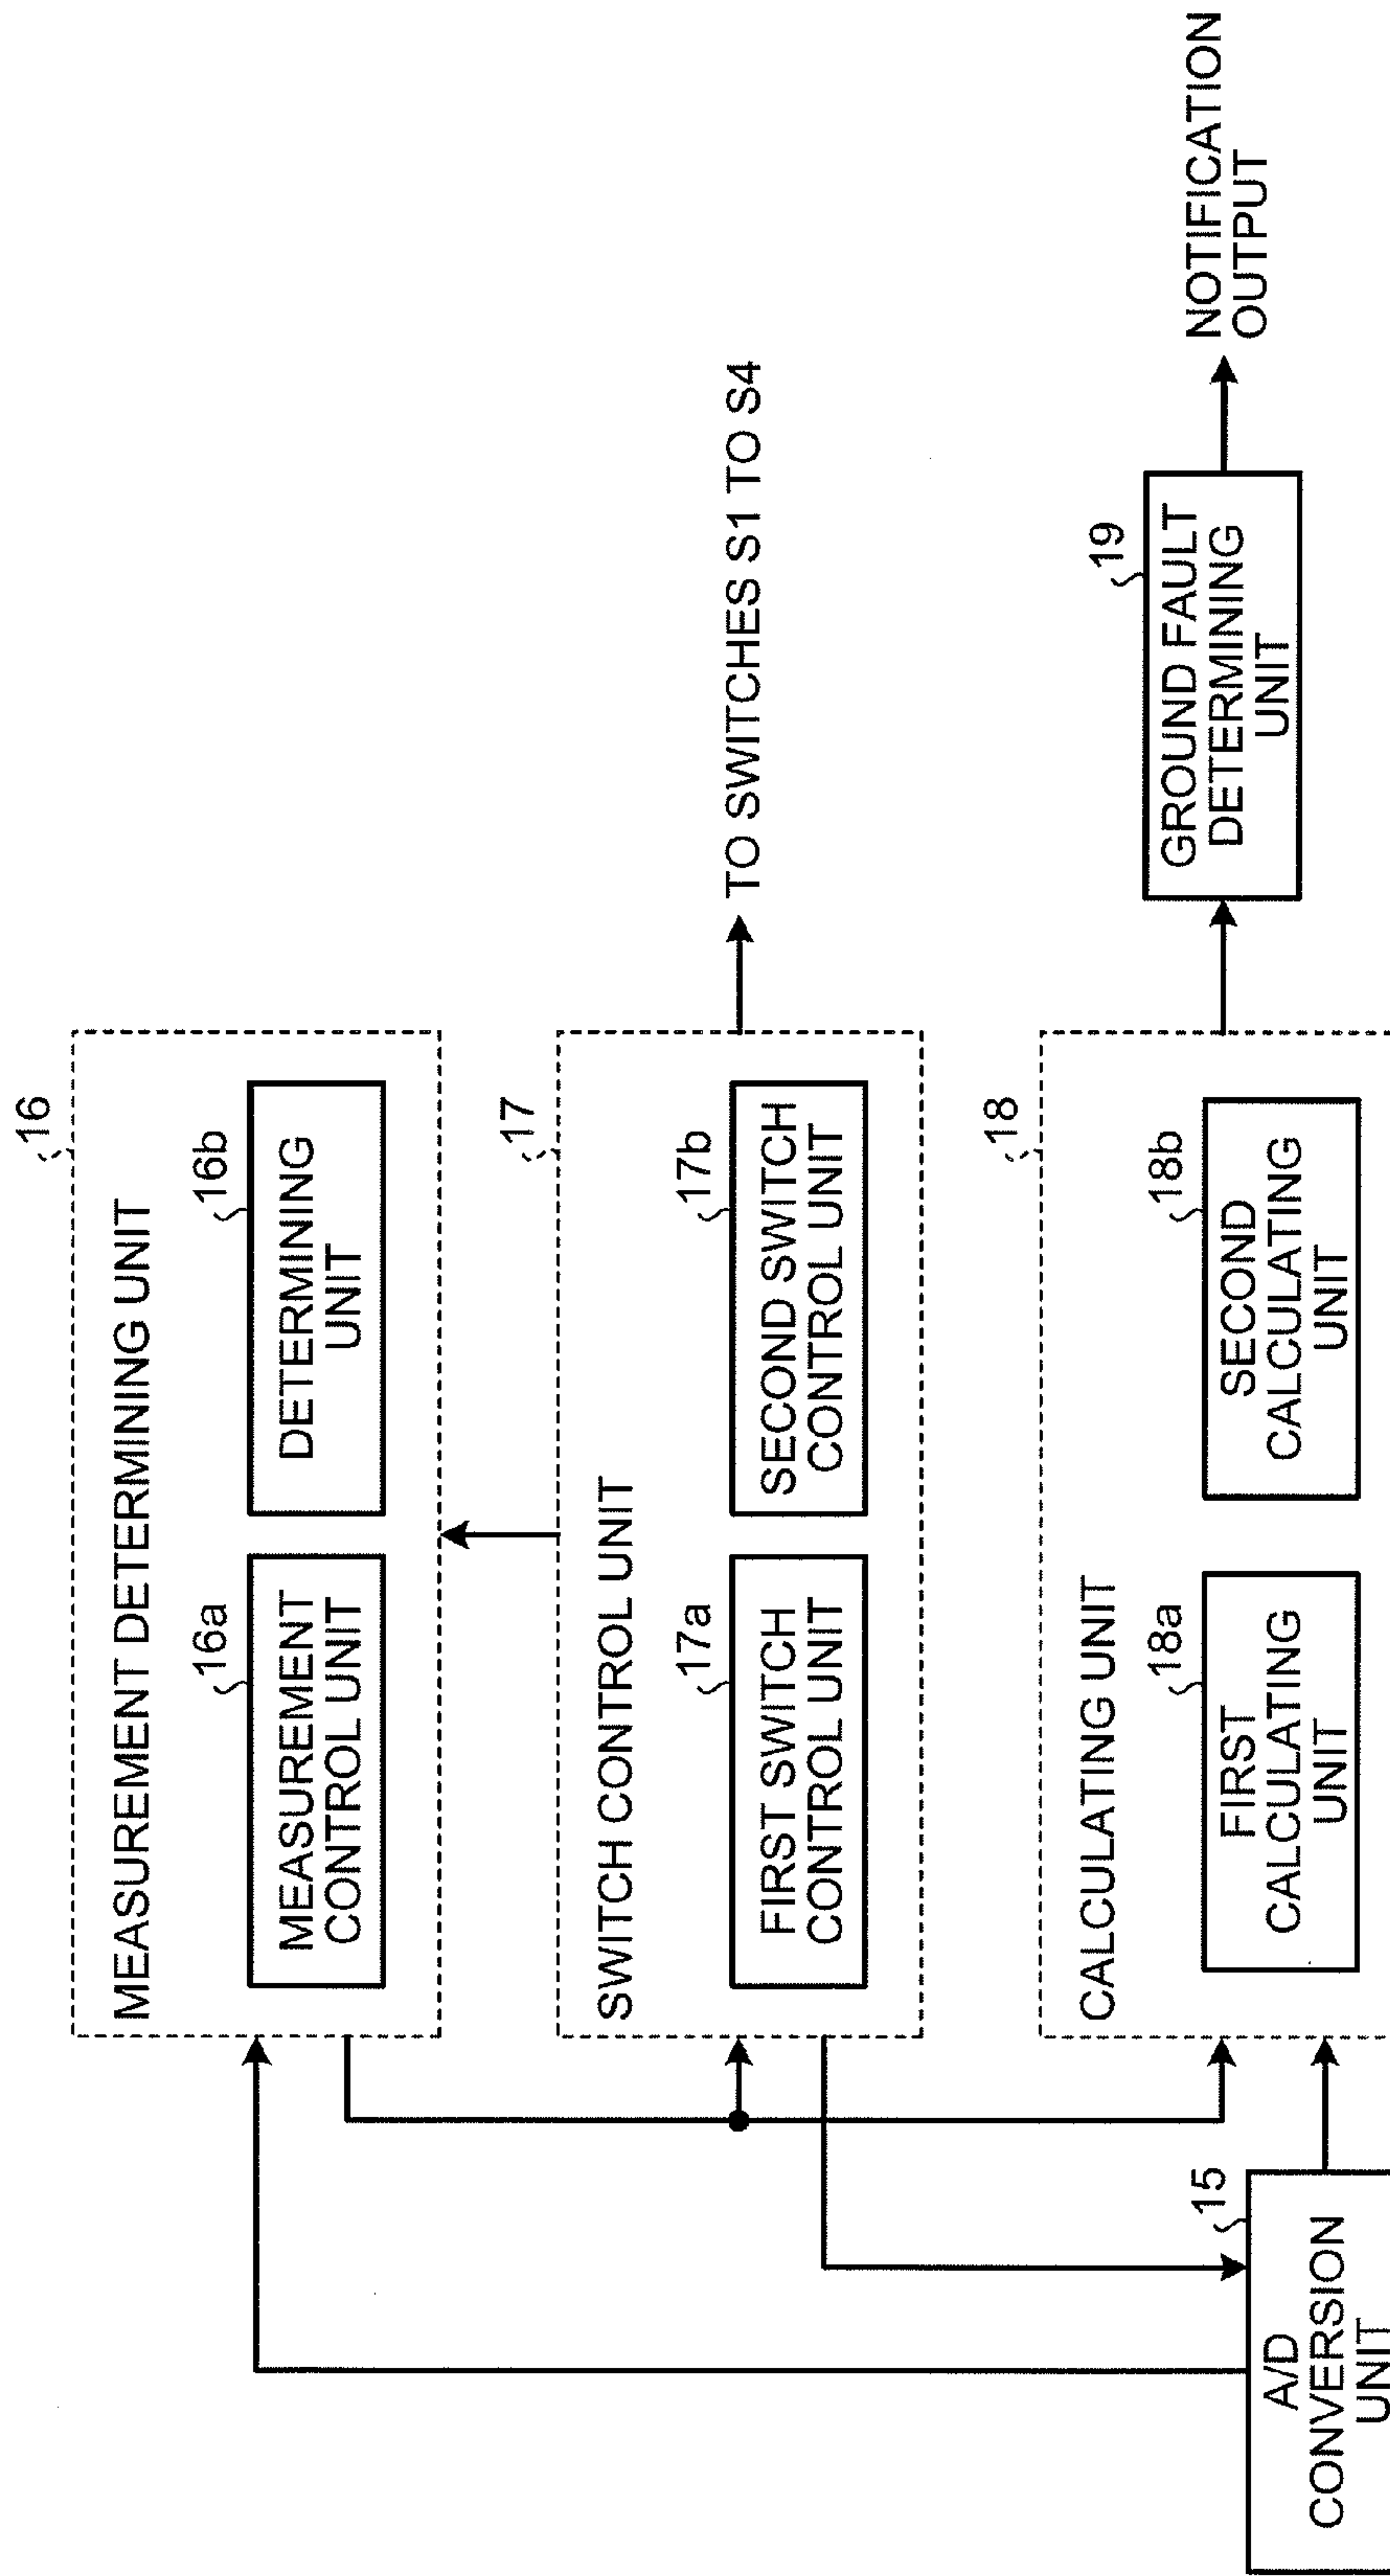 16
MEASUREMENT DETERMINING UNIT
16a
MEASUREMENT
CONTROL UNIT
16b
DETERMINING
UNIT
17
SWITCH CONTROL UNIT
17a
FIRST SWITCH
CONTROL UNIT
17b
SECOND SWITCH
CONTROL UNIT
TO SWITCHES S1 TO S4
18
CALCULATING UNIT
18a
FIRST
CALCULATING
UNIT
18b
SECOND
CALCULATING
UNIT
15
A/D
CONVERSION
UNIT
19
GROUND FAULT
DETERMINING
UNIT
NOTIFICATION
OUTPUT